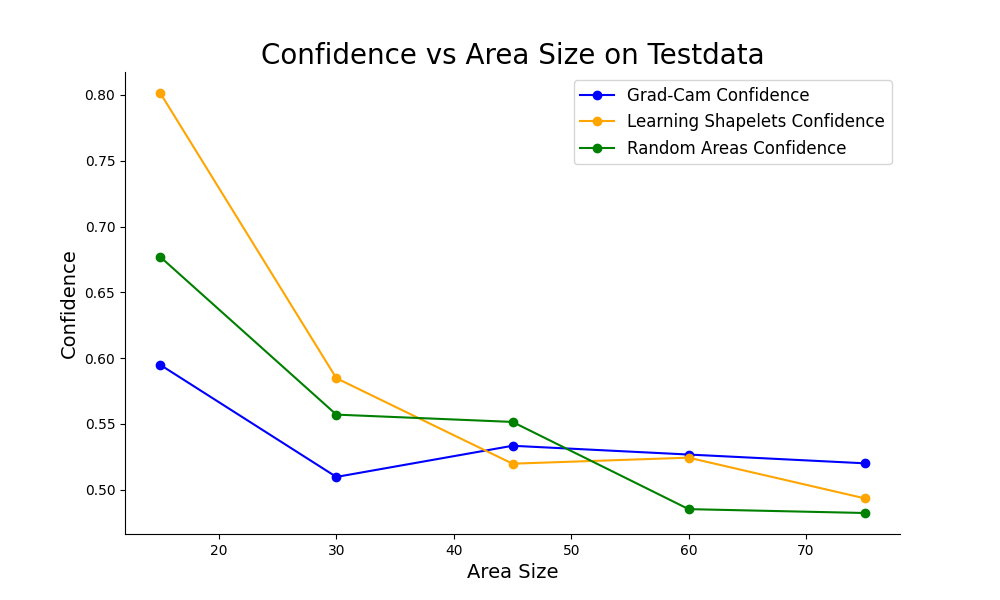 Confidence vs Area Size on Testdata
Grad-Cam Confidence
Learning Shapelets Confidence
Random Areas Confidence
Confidence
0.80
0.75
0.70
0.65
0.60
0.55
0.50
20 30 40 50 60 70
Area Size